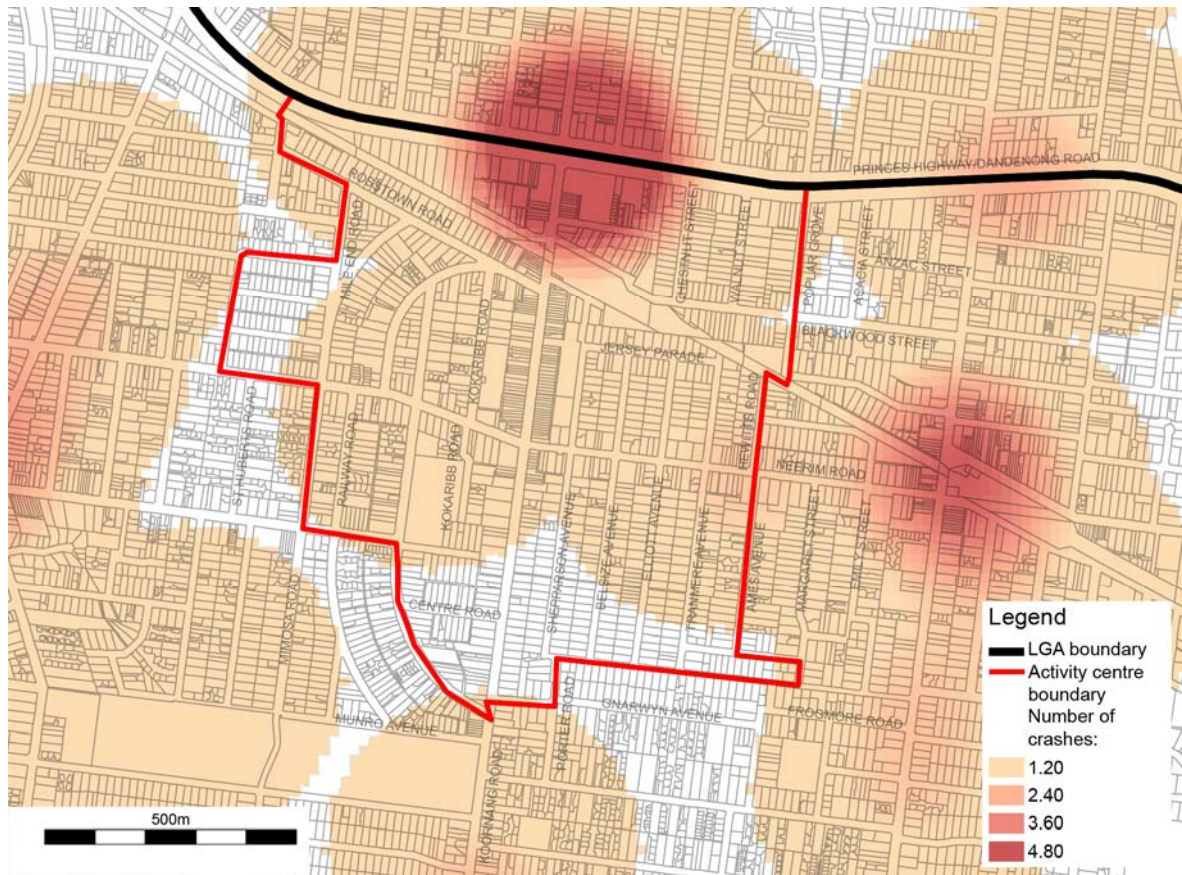 PRINCES HIGHWAY/DANDENONG ROAD
ROSSTOWN ROAD
MILE END ROAD
CHESTNUT STREET
WALNUT STREET
POPLAR GROVE
ACACIA STREET
ANZAC STREET
BLACKWOOD STREET
JERSEY PARADE
KOKARIBB ROAD
HEWITTS ROAD
ST HUBERTS ROAD
RAILWAY ROAD
KOKARIBB ROAD
NEERIM ROAD
SHEPPARSON AVENUE
BELSIZE AVENUE
ELLIOTT AVENUE
TRANMERE AVENUE
AMES AVENUE
MARGARET STREET
EMILY STREET
MIMOSA ROAD
CENTRE ROAD
MUNRO AVENUE
PORTER ROAD
GNARWYN AVENUE
FROGMORE ROAD
KOORNANG ROAD
500m
Legend
LGA boundary
Activity centre
boundary
Number of
crashes:
1.20
2.40
3.60
4.80